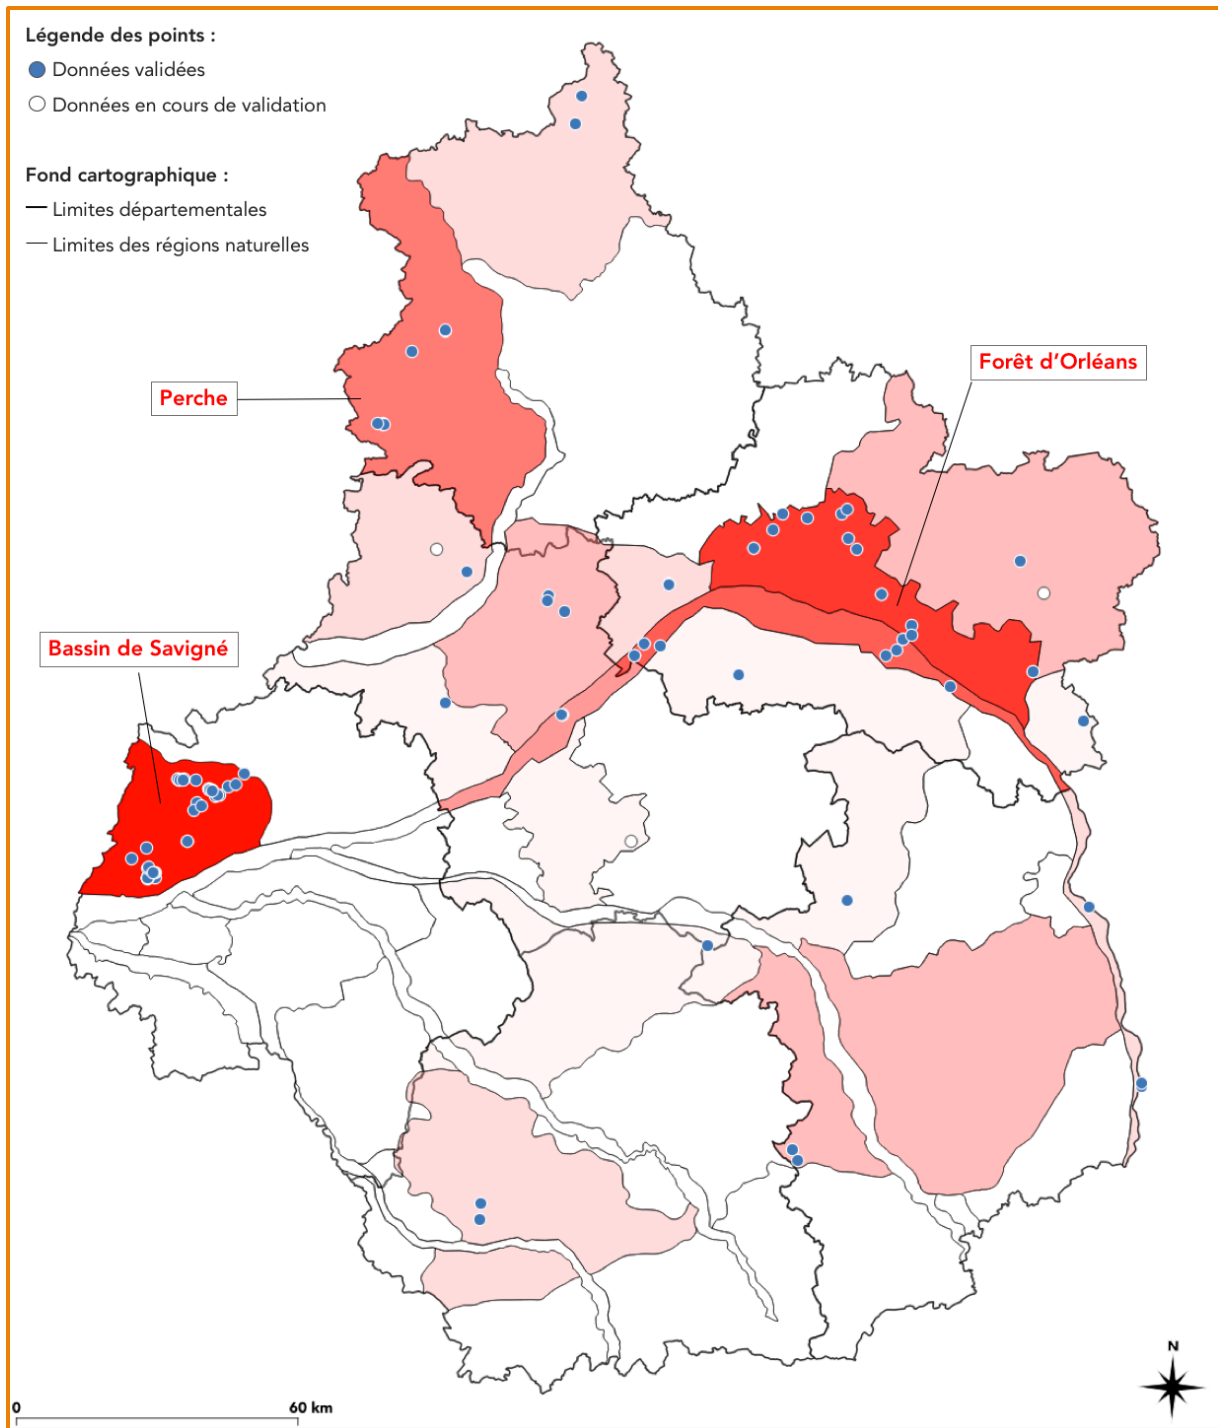 Légende des points :
Données validées
Données en cours de validation
Fond cartographique :
Limites départementales
Limites des régions naturelles
Forêt d’Orléans
Perche
Bassin de Savigné
N
0 60 km